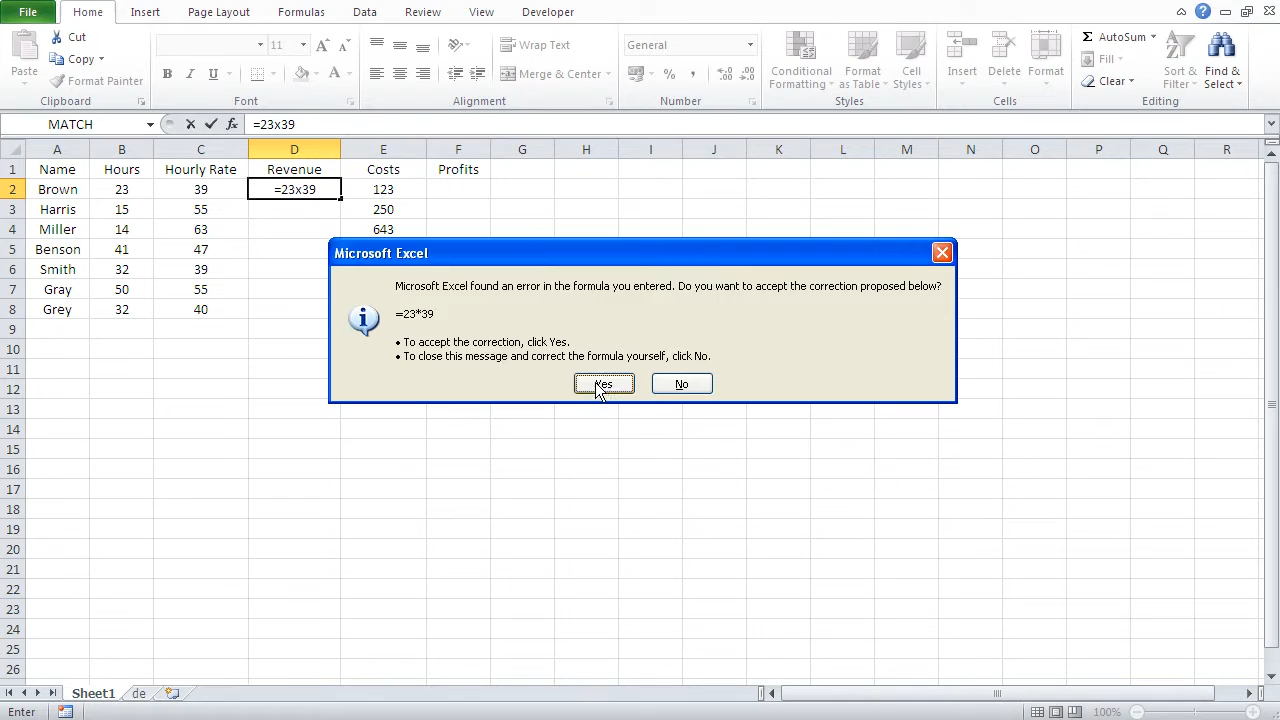 File Home Insert Page Layout Formulas Data Review View Developer
Paste Cut Copy Format Painter
11
Wrap Text Merge & Center
General
Conditional Formatting Format as Table Cell Styles
Insert Delete Format
AutoSum Fill Clear Sort & Filter Find & Select
Clipboard Font Alignment Number Styles Cells Editing
MATCH =23x39
A B C D E F G H I J K L M N O P Q R
1 Name Hours Hourly Rate Revenue Costs Profits
2 Brown 23 39 =23x39 123
3 Harris 15 55 250
4 Miller 14 63 643
5 Benson 41 47
6 Smith 32 39
7 Gray 50 55
8 Grey 32 40
9
10
11
12
13
14
15
16
17
18
19
20
21
22
23
24
25
26
Microsoft Excel
Microsoft Excel found an error in the formula you entered. Do you want to accept the correction proposed below?
=23*39
• To accept the correction, click Yes.
• To close this message and correct the formula yourself, click No.
Yes No
Sheet1 de
Enter 100%